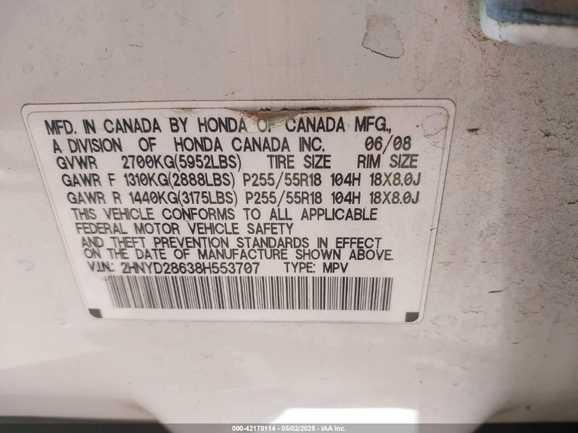 MFD. IN CANADA BY HONDA OF CANADA MFG.,
A DIVISION OF HONDA CANADA INC. 06/08
GVWR 2700KG(5952LBS) TIRE SIZE RIM SIZE
GAWR F 1310KG(2888LBS) P255/55R18 104H 18X8.0J
GAWR R 1440KG(3175LBS) P255/55R18 104H 18X8.0J
THIS VEHICLE CONFORMS TO ALL APPLICABLE
FEDERAL MOTOR VEHICLE SAFETY
AND THEFT PREVENTION STANDARDS IN EFFECT
ON THE DATE OF MANUFACTURE SHOWN ABOVE.
V.I.N.: 2HNYD28638H553707 TYPE: MPV
000-42178114 - 05/02/2025 - IAA Inc.